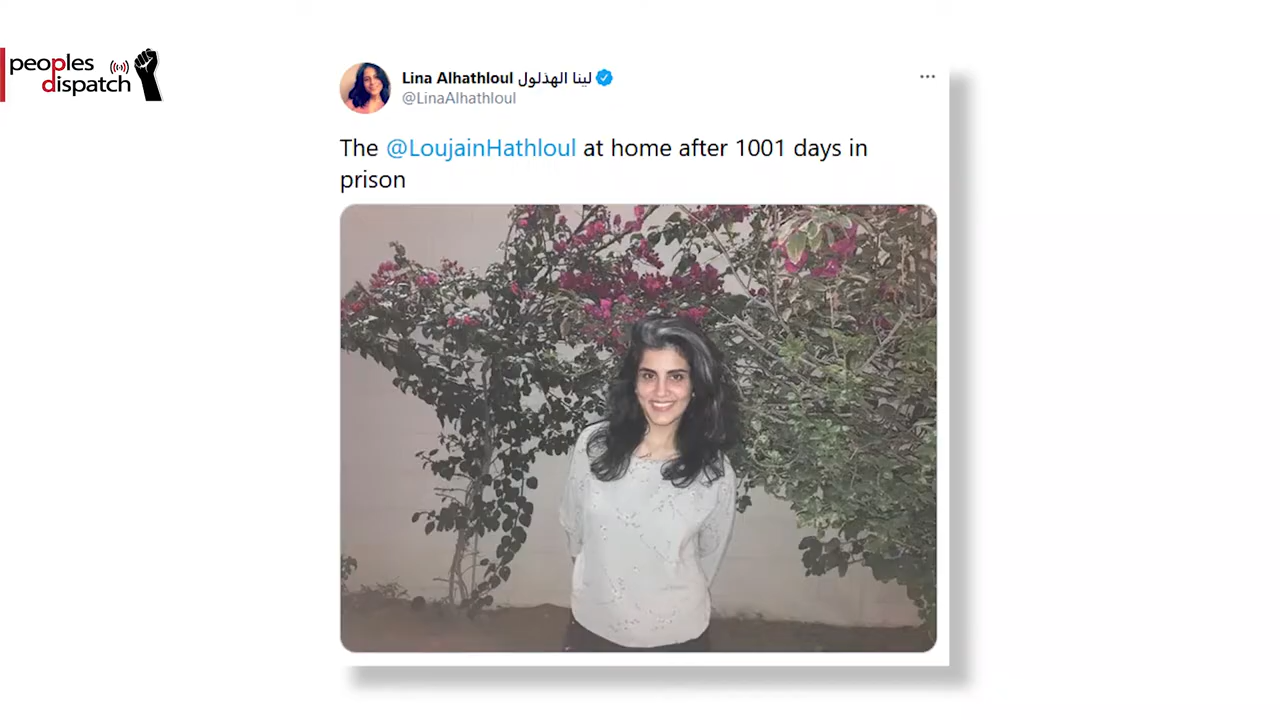 peoples
dispatch
Lina Alhathloul لينا الهذلول
@LinaAlhathloul
The @LoujainHathloul at home after 1001 days in
prison